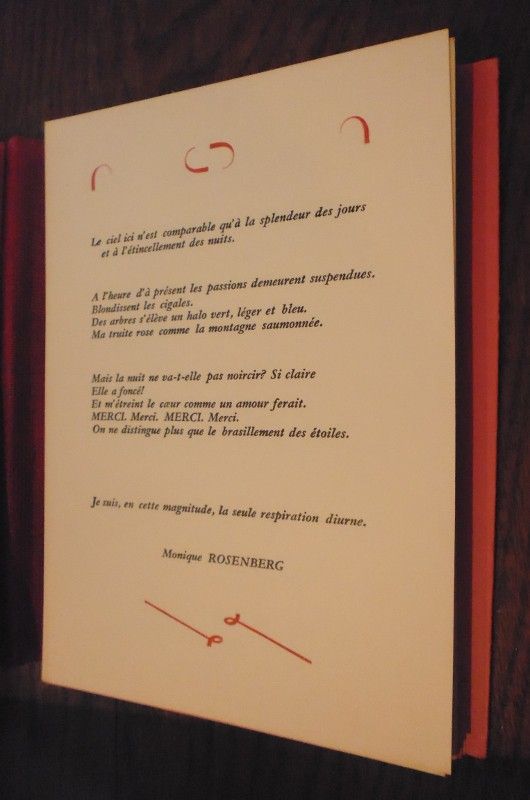 Le ciel ici n'est comparable qu'à la splendeur des jours
et à l'étincellement des nuits.
A l'heure d'à présent les passions demeurent suspendues.
Blondissent les cigales.
Des arbres s'élève un halo vert, léger et bleu.
Ma truite rose comme la montagne saumonnée.
Mais la nuit ne va-t-elle pas noircir? Si claire
Elle a foncé!
Et m'étreint le cœur comme un amour ferait.
MERCI. Merci. MERCI. Merci.
On ne distingue plus que le brasillement des étoiles.
Je suis, en cette magnitude, la seule respiration diurne.
Monique ROSENBERG